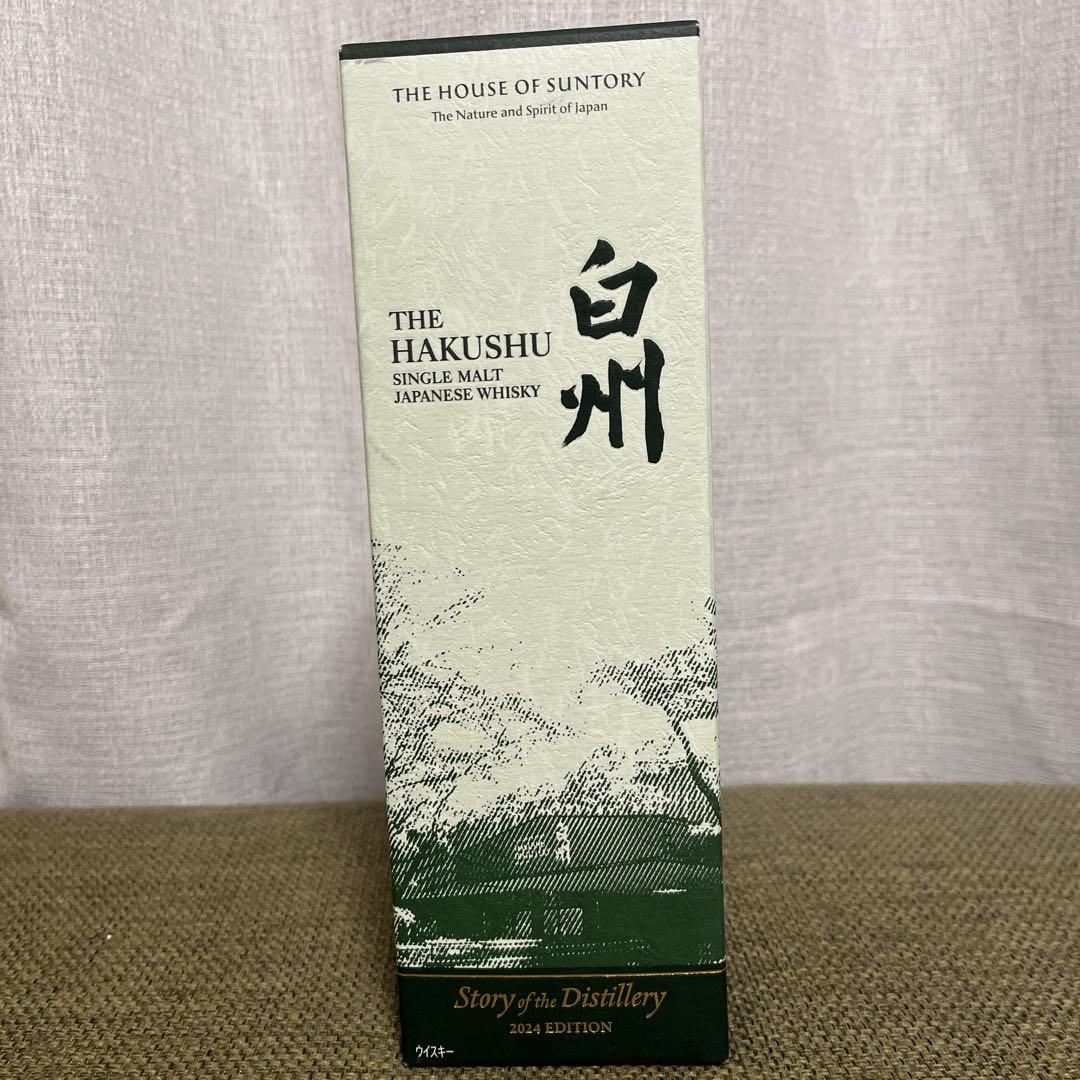 THE HOUSE OF SUNTORY
The Nature and Spirit of Japan
白州
THE
HAKUSHU
SINGLE MALT
JAPANESE WHISKY
Story of the Distillery
2024 EDITION
ウイスキー